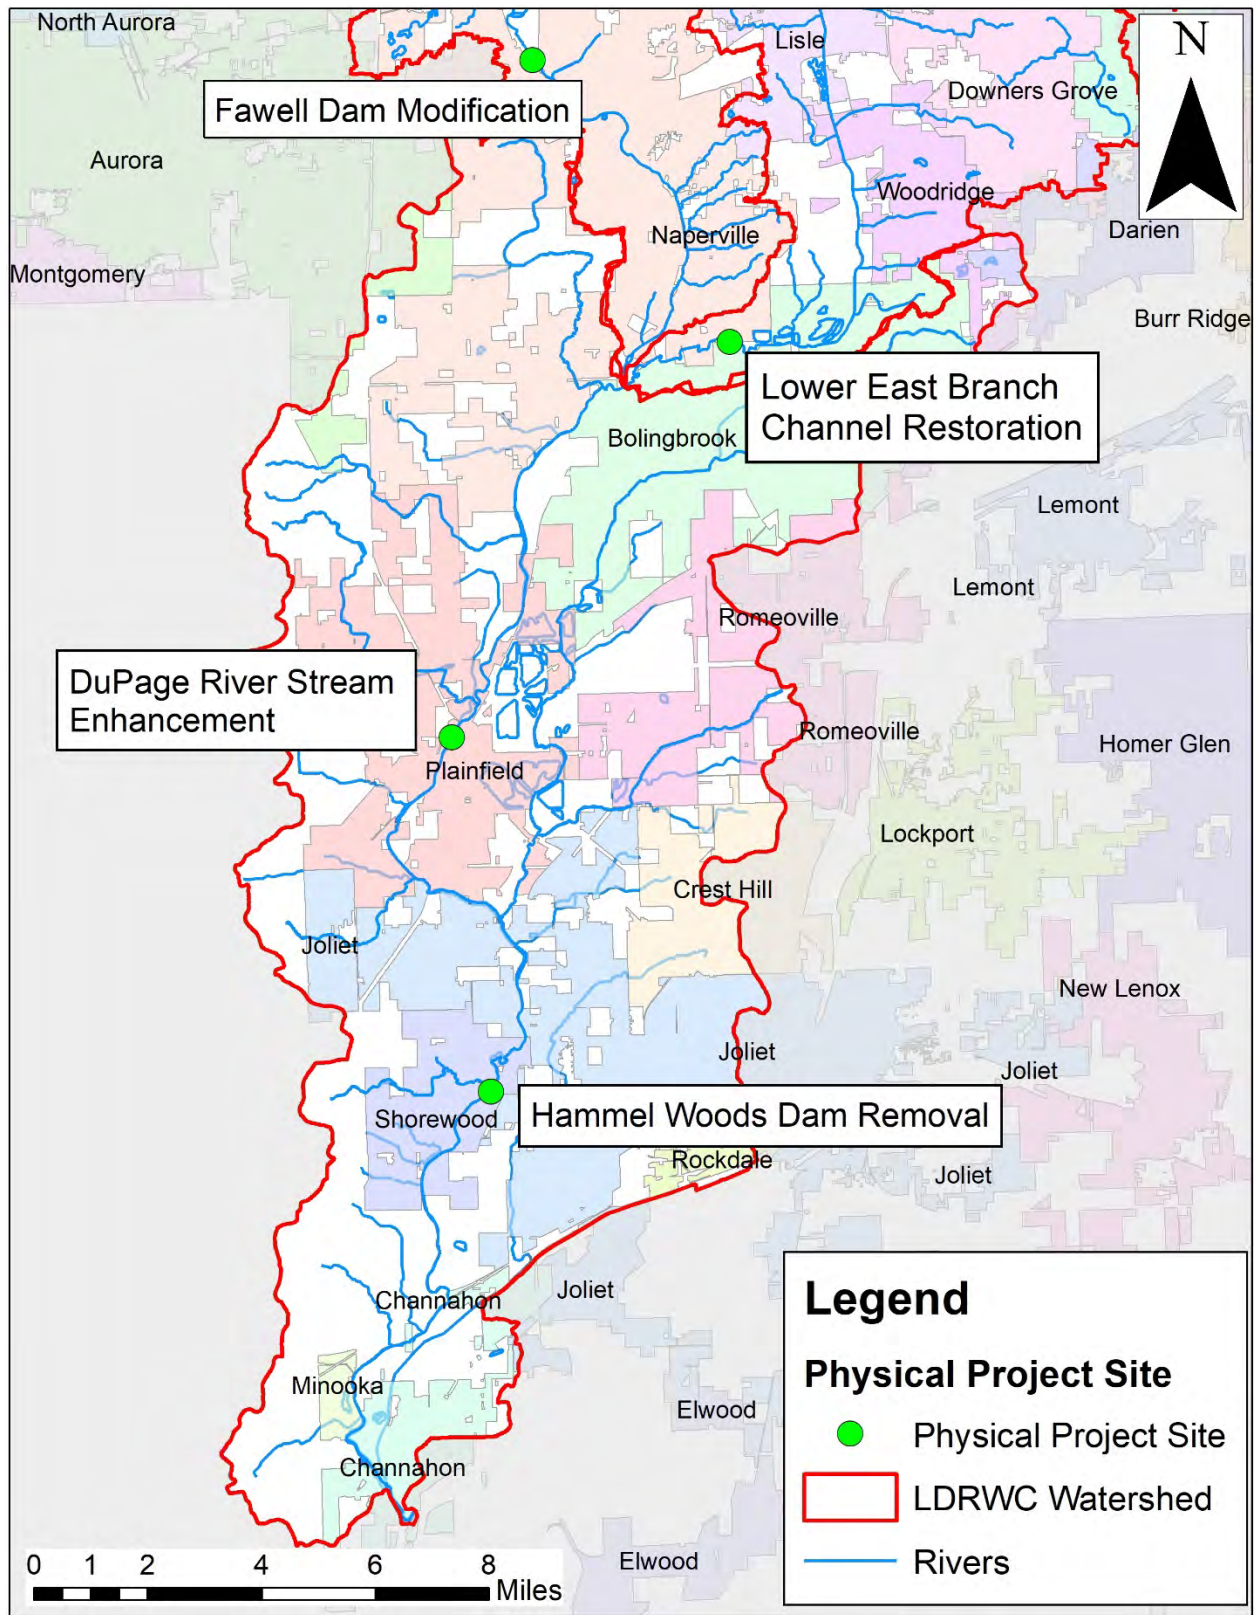 North Aurora
Lisle
N
Downers Grove
Fawell Dam Modification
Aurora
Woodridge
Darien
Naperville
Montgomery
Burr Ridge
Lower East Branch
Channel Restoration
Bolingbrook
Lemont
Lemont
Romeoville
DuPage River Stream
Enhancement
Romeoville
Homer Glen
Plainfield
Lockport
Crest Hill
Joliet
New Lenox
Joliet
Joliet
Shorewood
Hammel Woods Dam Removal
Rockdale
Joliet
Channahon
Joliet
Minooka
Elwood
Channahon
Elwood
Legend
Physical Project Site
Physical Project Site
LDRWC Watershed
Rivers
0 1 2 4 6 8
Miles